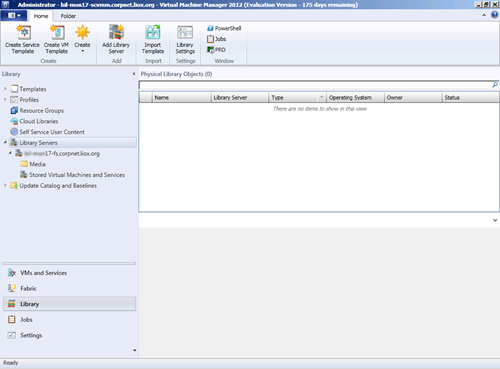 Administrator - bil-mox17-scvmm.corpnet.liox.org - Virtual Machine Manager 2012 (Evaluation Version - 175 days remaining)
Home Folder
Create Service Template
Create VM Template
Create
Add Library Server
Import Template
Library Settings
PowerShell
Jobs
PRO
Create Add Import Settings Window
Library
Templates
Profiles
Resource Groups
Cloud Libraries
Self Service User Content
Library Servers
17-fs.corpnet.liox.org
Media
Stored Virtual Machines and Services
Update Catalog and Baselines
VMs and Services
Fabric
Library
Jobs
Settings
Physical Library Objects (0)
Name Library Server Type Operating System Owner Status
There are no items to show in this view
Ready